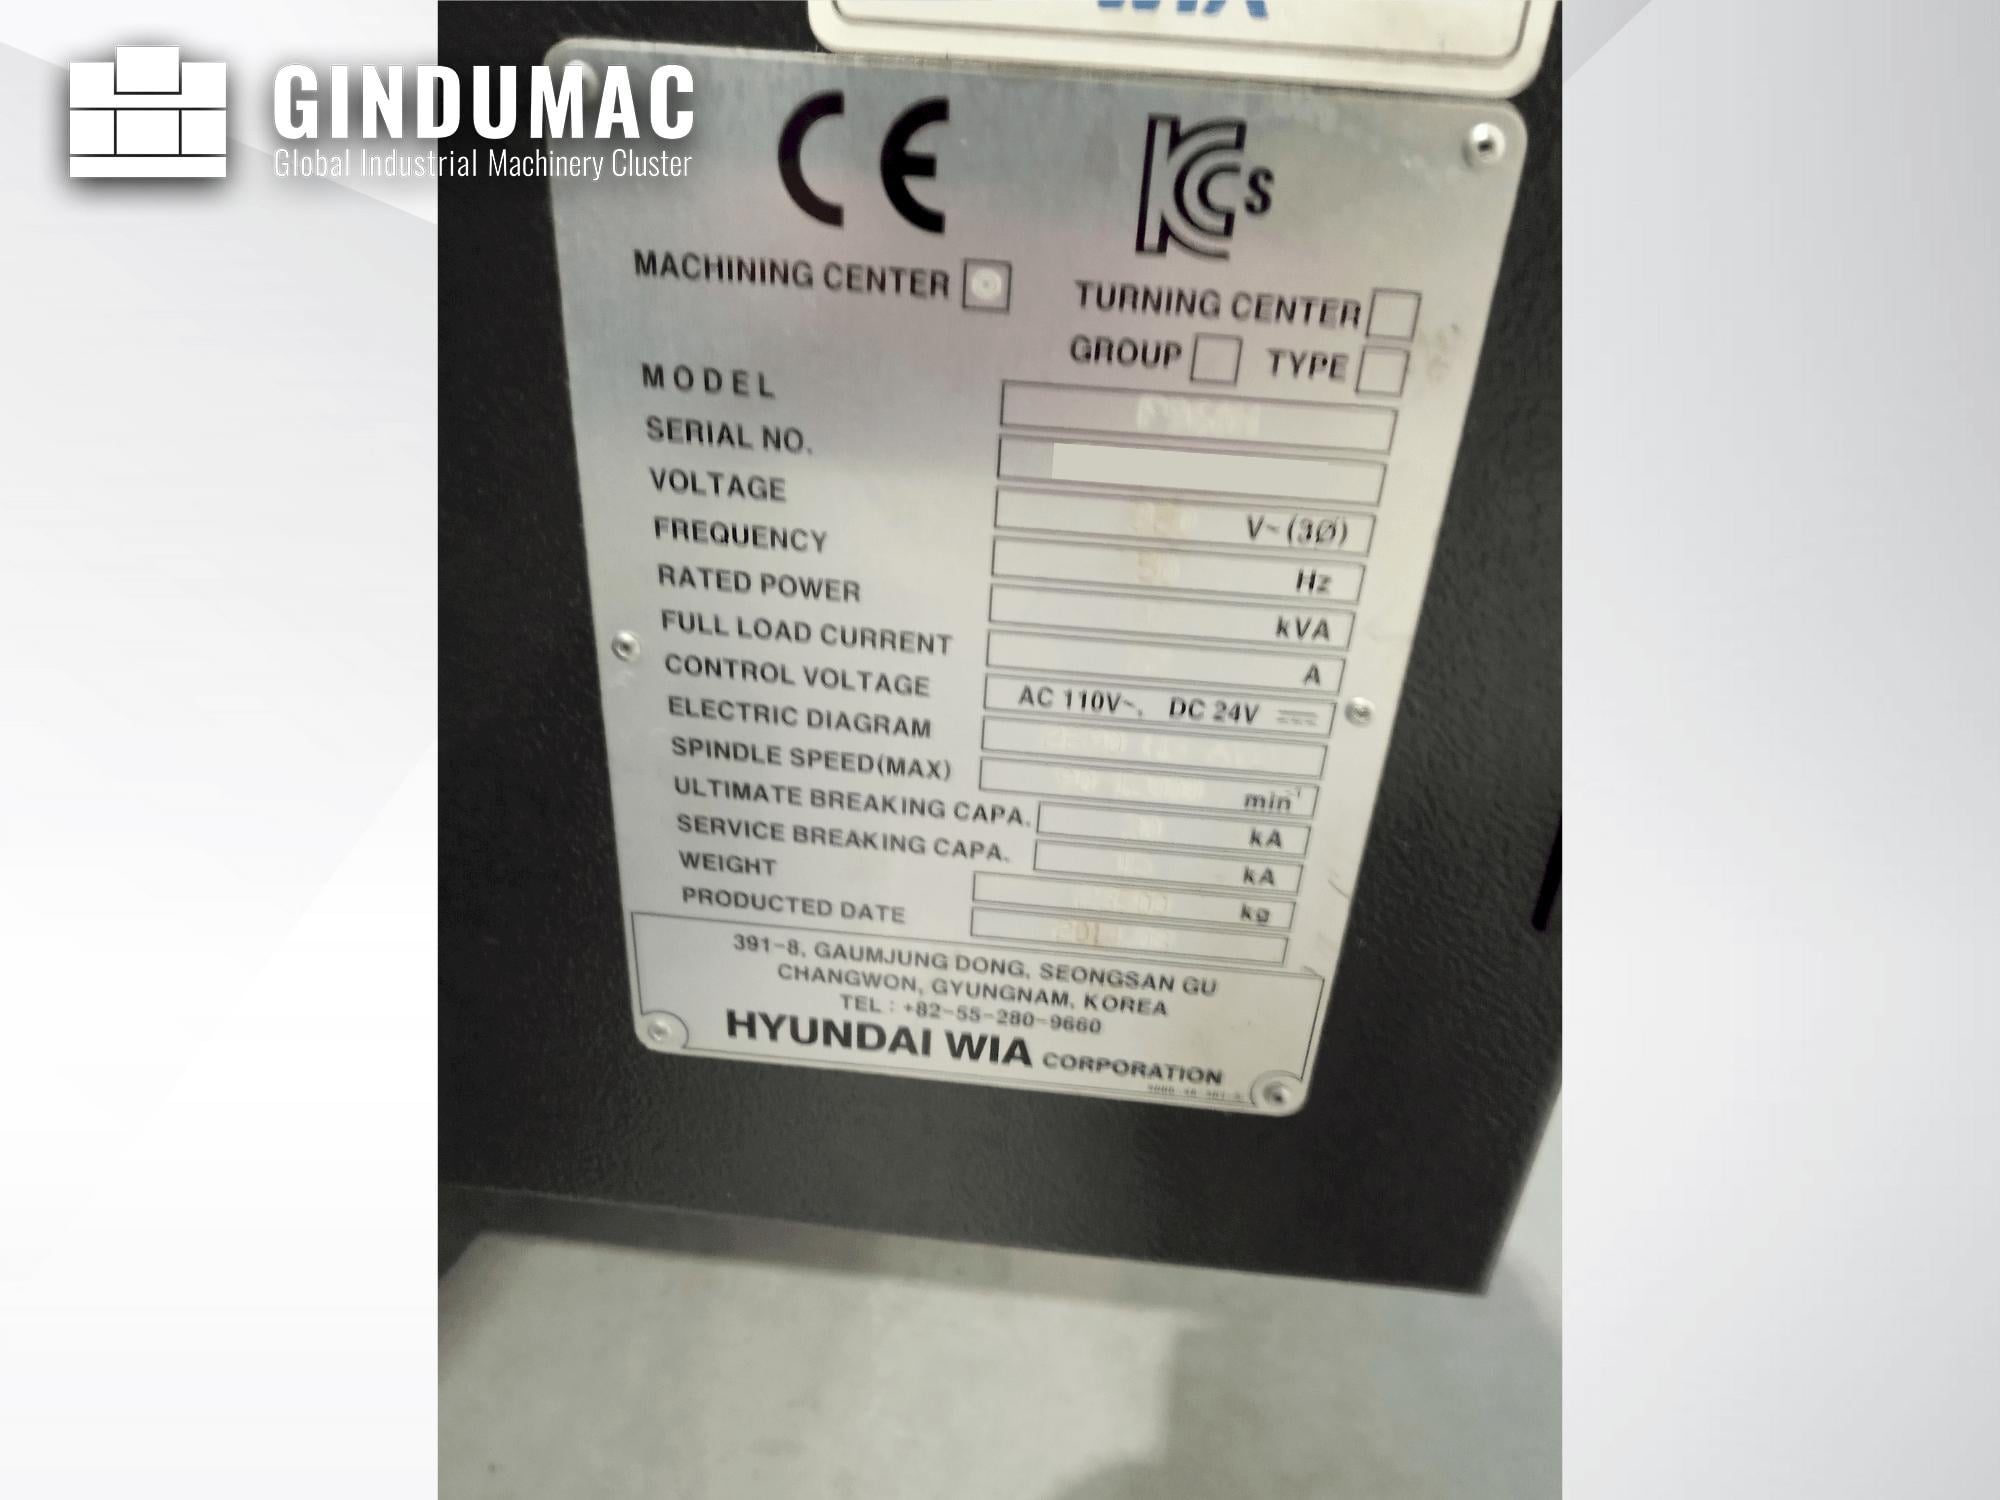 WIA
GINDUMAC
Global Industrial Machinery Cluster
CE
KCs
MACHINING CENTER
TURNING CENTER
GROUP TYPE
MODEL
SERIAL NO.
VOLTAGE V~(3Ø)
FREQUENCY 50 Hz
RATED POWER kVA
FULL LOAD CURRENT A
CONTROL VOLTAGE AC 110V~, DC 24V
ELECTRIC DIAGRAM
SPINDLE SPEED(MAX) min⁻¹
ULTIMATE BREAKING CAPA. kA
SERVICE BREAKING CAPA. kA
WEIGHT kg
PRODUCTED DATE
391-8, GAUMJUNG DONG, SEONGSAN GU
CHANGWON, GYUNGNAM, KOREA
TEL : +82-55-280-9660
HYUNDAI WIA CORPORATION